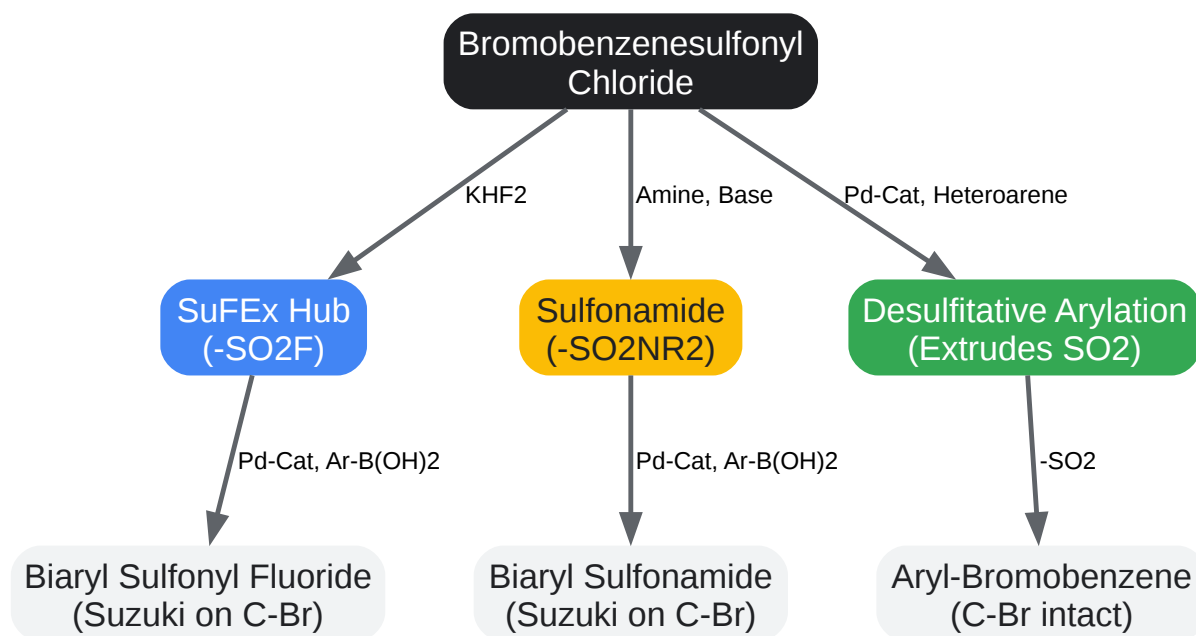 Bromobenzenesulfonyl
Chloride
KHF2
Amine, Base
Pd-Cat, Heteroarene
SuFEx Hub
(-SO2F)
Sulfonamide
(-SO2NR2)
Desulfitative Arylation
(Extrudes SO2)
Pd-Cat, Ar-B(OH)2
Pd-Cat, Ar-B(OH)2
-SO2
Biaryl Sulfonyl Fluoride
(Suzuki on C-Br)
Biaryl Sulfonamide
(Suzuki on C-Br)
Aryl-Bromobenzene
(C-Br intact)